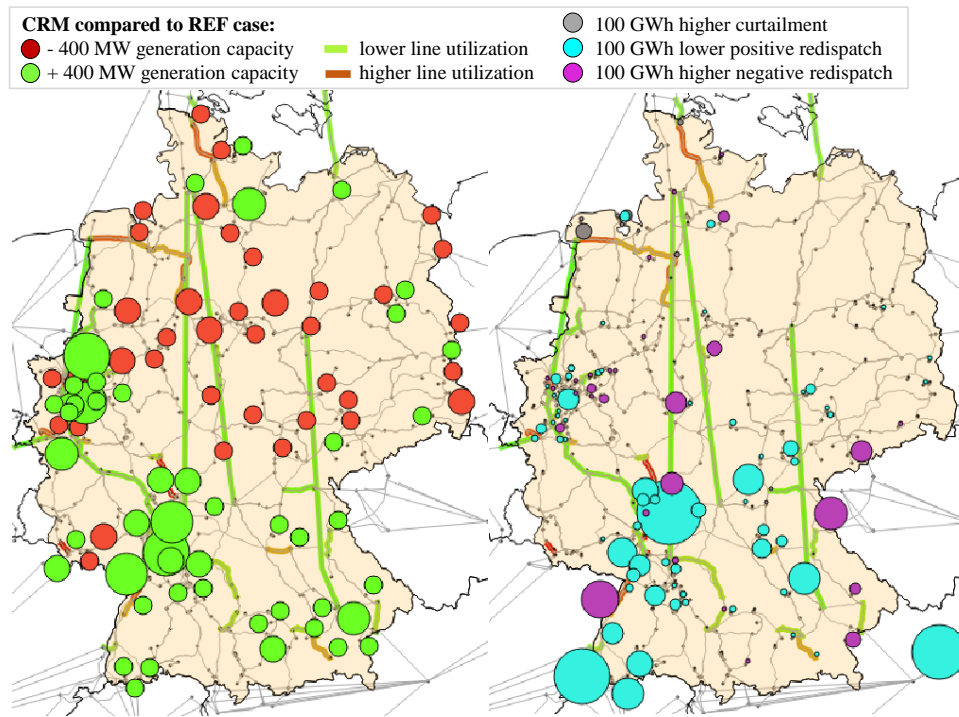 CRM compared to REF case:
- 400 MW generation capacity
+ 400 MW generation capacity
lower line utilization
higher line utilization
100 GWh higher curtailment
100 GWh lower positive redispatch
100 GWh higher negative redispatch